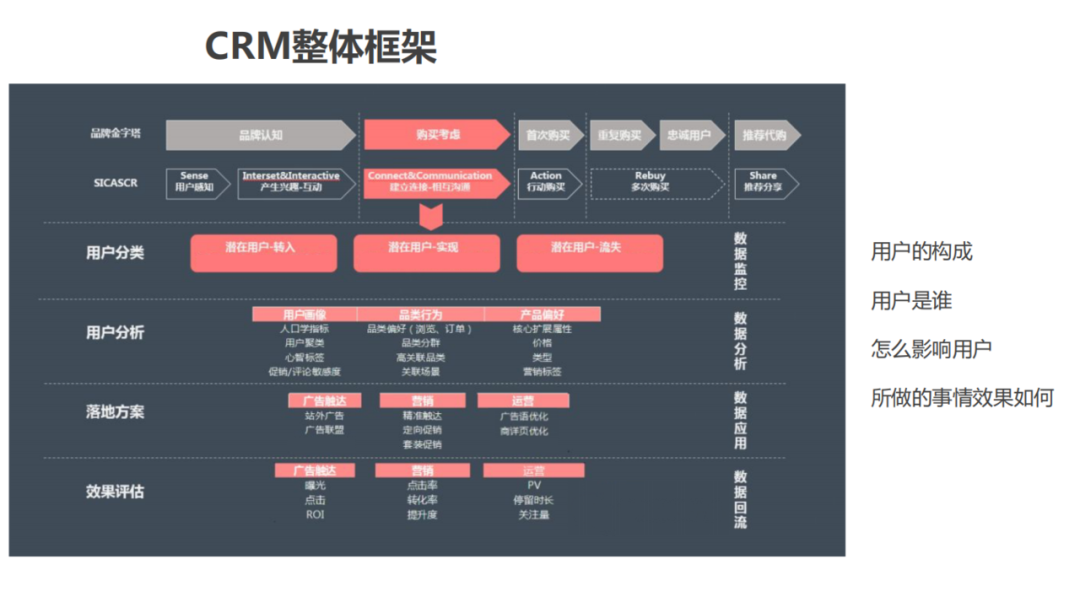 CRM整体框架
品牌金字塔
品牌认知
购买考虑
首次购买
重复购买
忠诚用户
推荐代购
SICASCR
Sense
用户感知
Interset&Interactive
产生兴趣-互动
Connect&Communication
建立连接-相互沟通
Action
行动购买
Rebuy
多次购买
Share
推荐分享
用户分类
潜在用户-转入
潜在用户-实现
潜在用户-流失
数据监控
用户分析
用户画像
人口学指标
用户聚类
心智标签
促销/评论敏感度
品类行为
品类偏好（浏览、订单）
品类分群
高关联品类
关联场景
产品偏好
核心扩展属性
价格
类型
营销标签
数据分析
落地方案
广告触达
站外广告
广告联盟
营销
精准触达
定向促销
套装促销
运营
广告语优化
商详页优化
数据应用
效果评估
广告触达
曝光
点击
ROI
营销
点击率
转化率
提升度
运营
PV
停留时长
关注量
数据回流
用户的构成
用户是谁
怎么影响用户
所做的事情效果如何